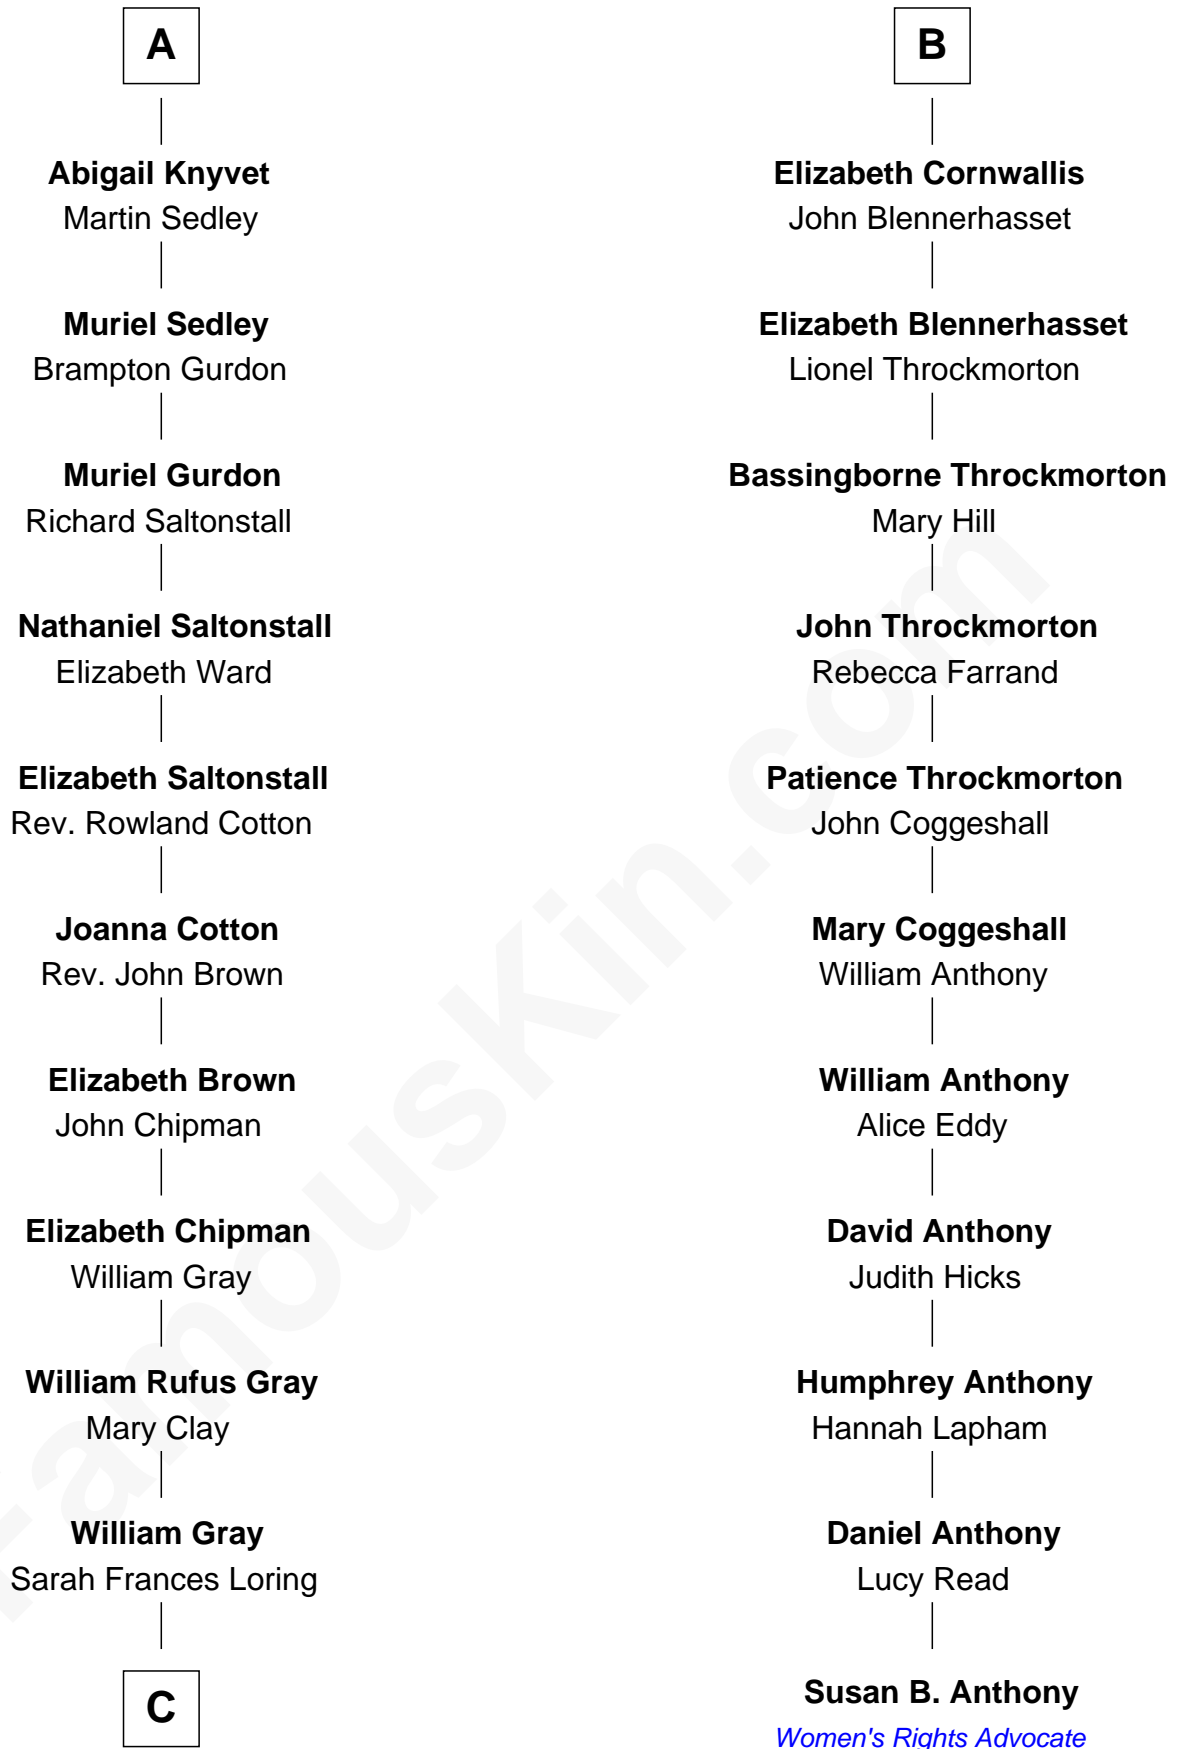 A
Abigail Knyvet
Martin Sedley
Muriel Sedley
Brampton Gurdon
Muriel Gurdon
Richard Saltonstall
Nathaniel Saltonstall
Elizabeth Ward
Elizabeth Saltonstall
Rev. Rowland Cotton
Joanna Cotton
Rev. John Brown
Elizabeth Brown
John Chipman
Elizabeth Chipman
William Gray
William Rufus Gray
Mary Clay
William Gray
Sarah Frances Loring
C
B
Elizabeth Cornwallis
John Blennerhasset
Elizabeth Blennerhasset
Lionel Throckmorton
Bassingborne Throckmorton
Mary Hill
John Throckmorton
Rebecca Farrand
Patience Throckmorton
John Coggeshall
Mary Coggeshall
William Anthony
William Anthony
Alice Eddy
David Anthony
Judith Hicks
Humphrey Anthony
Hannah Lapham
Daniel Anthony
Lucy Read
Susan B. Anthony
Women's Rights Advocate
FamousKin.com